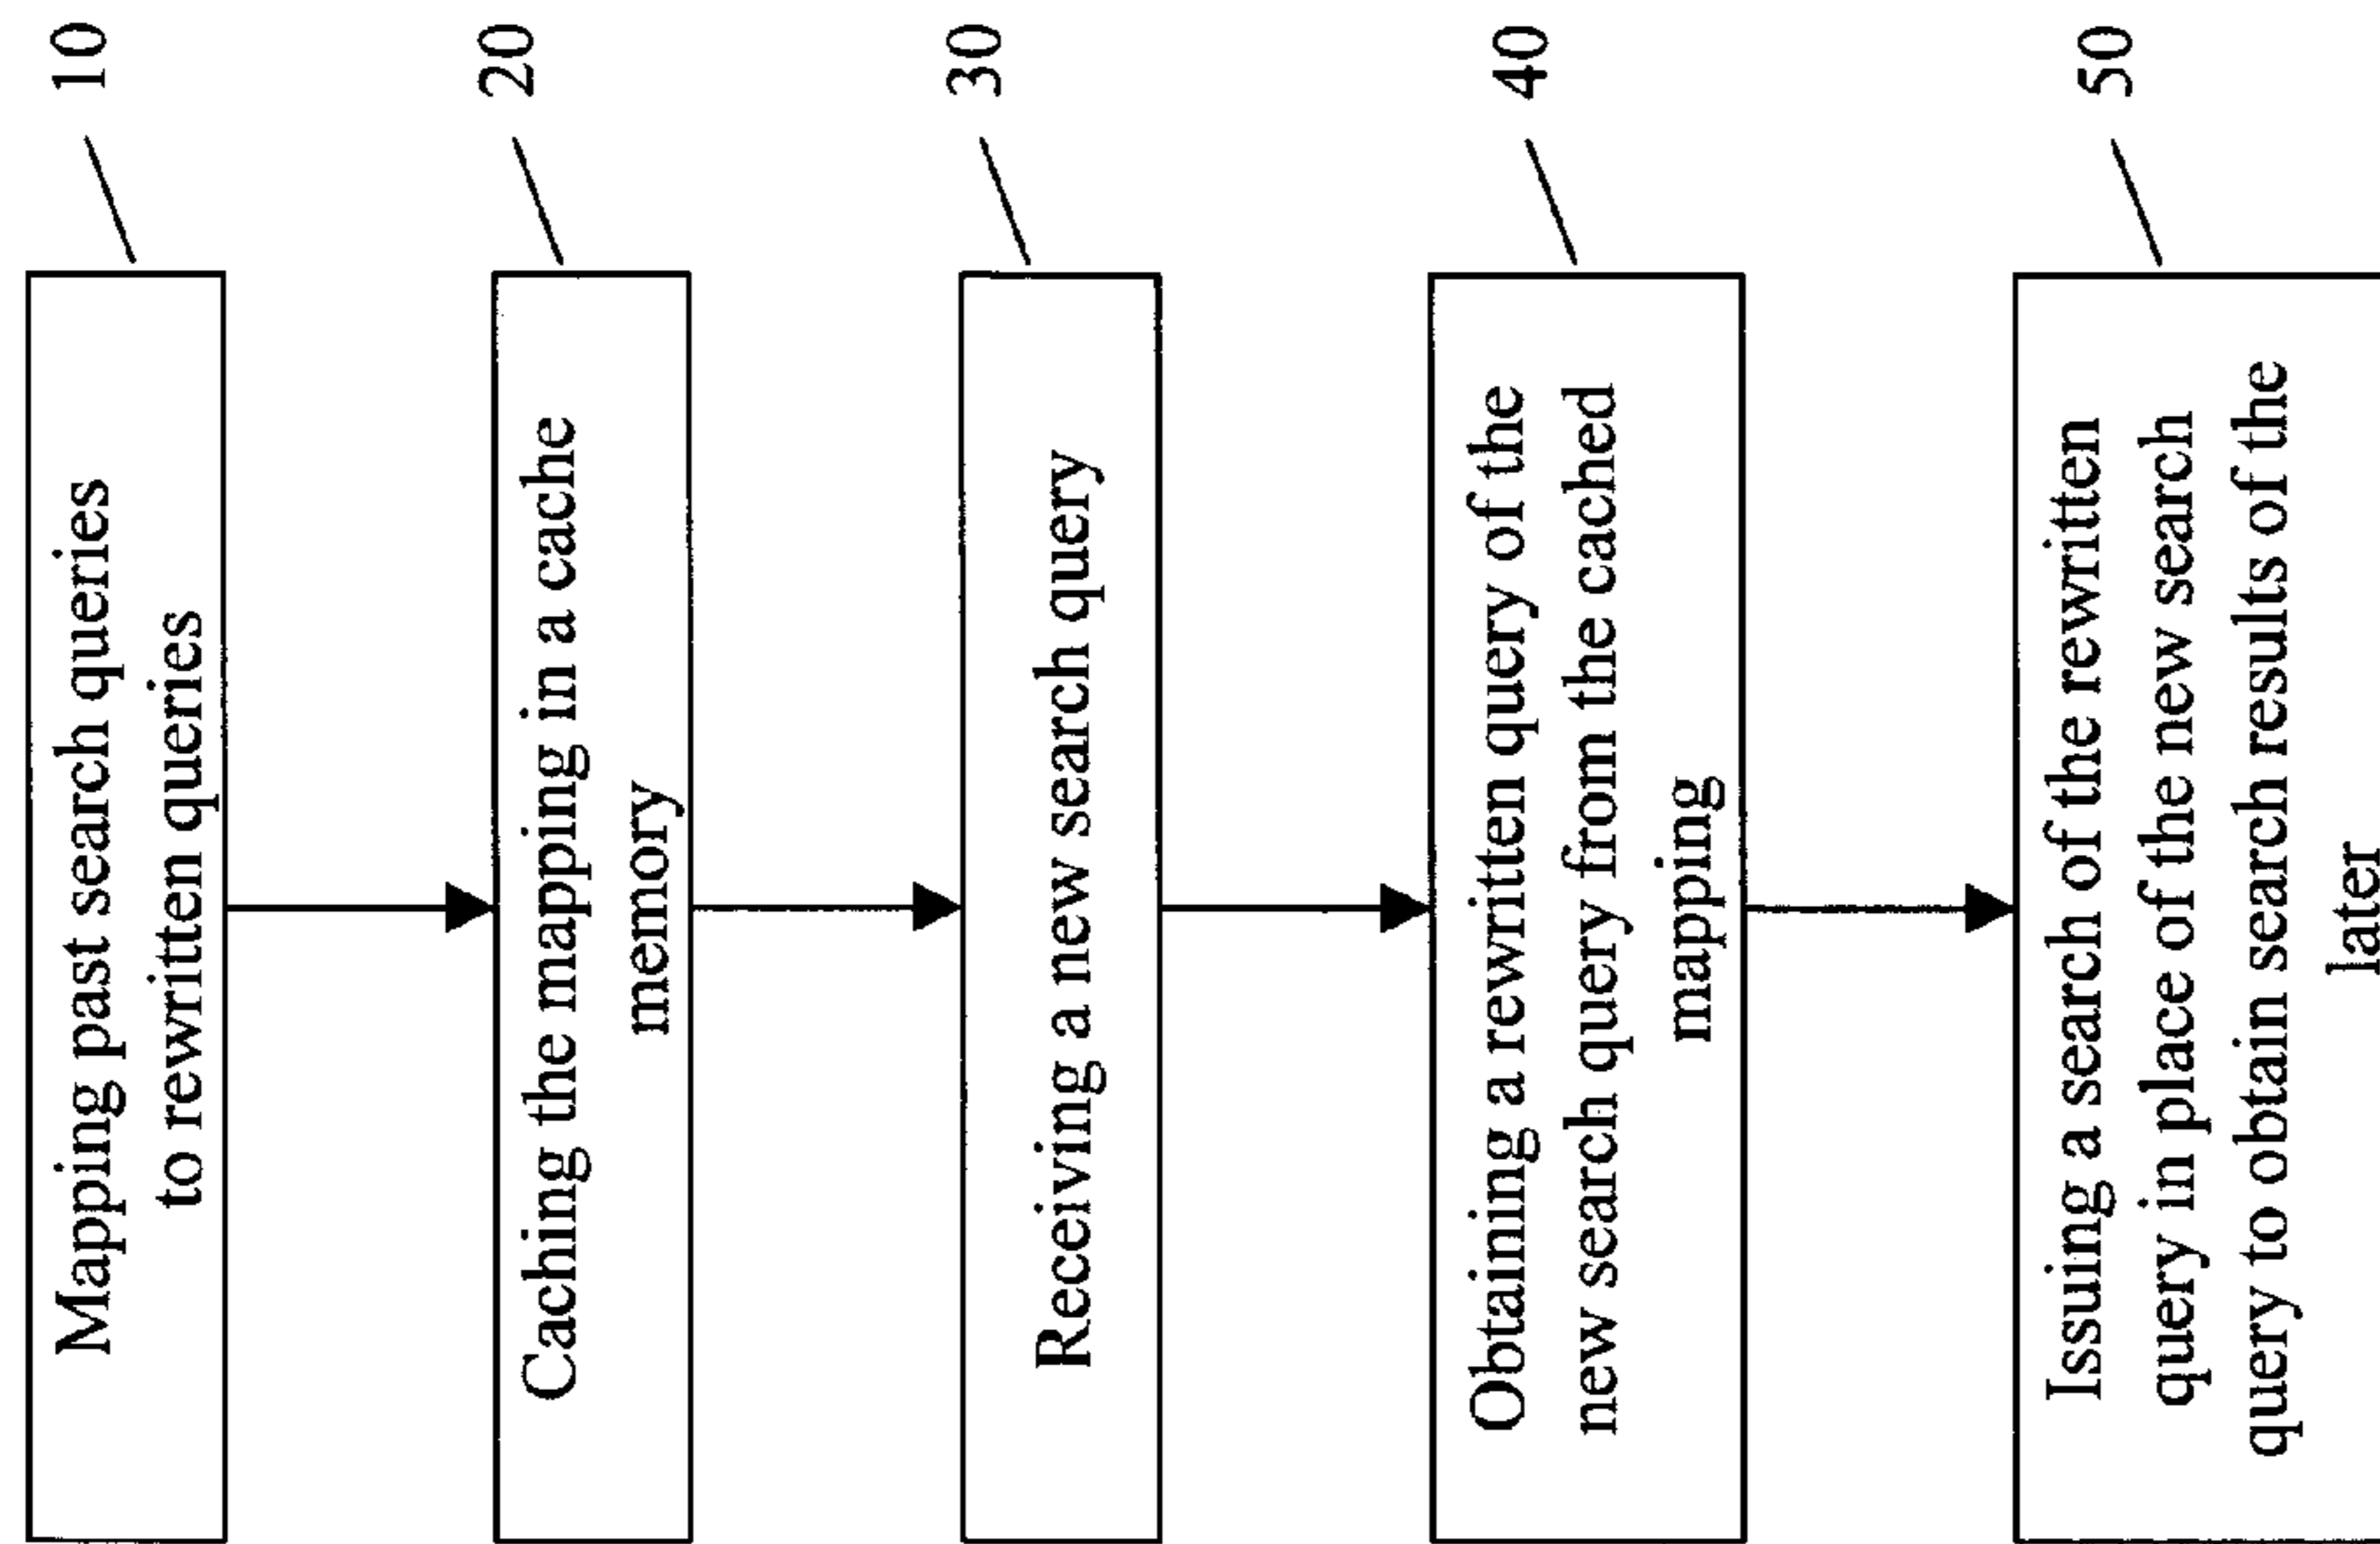 Mapping past search queries
to rewritten queries
10
Caching the mapping in a cache
memory
20
Receiving a new search query
30
Obtaining a rewritten query of the
new search query from the cached
mapping
40
Issuing a search of the rewritten
query in place of the new search
query to obtain search results of the
later
50